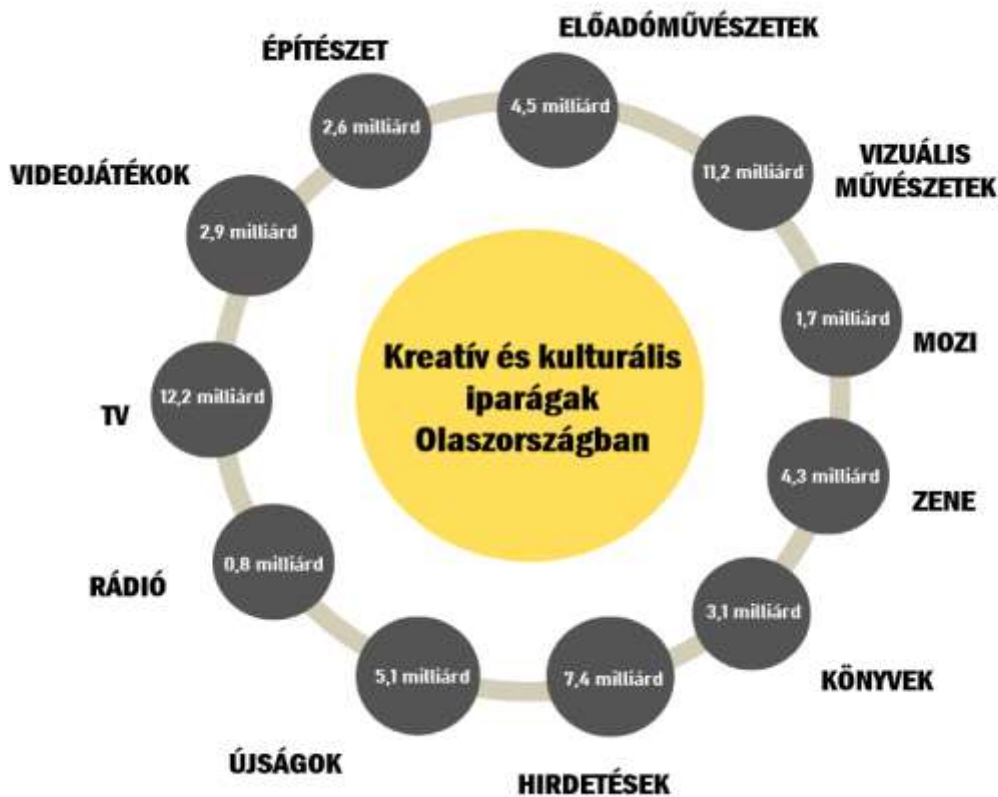 ELŐADÓMŰVÉSZETEK
4,5 milliárd
VIZUÁLIS
MŰVÉSZETEK
11,2 milliárd
MOZI
1,7 milliárd
ZENE
4,3 milliárd
KÖNYVEK
3,1 milliárd
HIRDETÉSEK
7,4 milliárd
ÚJSÁGOK
5,1 milliárd
RÁDIÓ
0,8 milliárd
TV
12,2 milliárd
VIDEOJÁTÉKOK
2,9 milliárd
ÉPÍTÉSZET
2,6 milliárd
Kreatív és kulturális
iparágak
Olaszországban